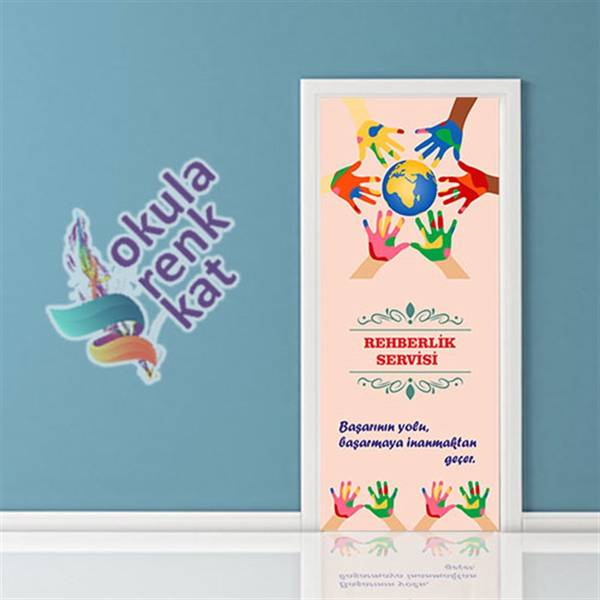 okula
renk
kat
REHBERLİK
SERVİSİ
Başarının yolu,
başarmaya inanmaktan
geçer.